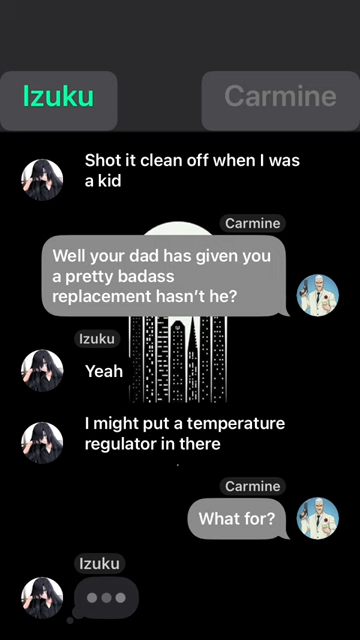 Izuku
Carmine
Shot it clean off when I was
a kid
Carmine
Well your dad has given you
a pretty badass
replacement hasn't he?
Izuku
Yeah
I might put a temperature
regulator in there
Carmine
What for?
Izuku